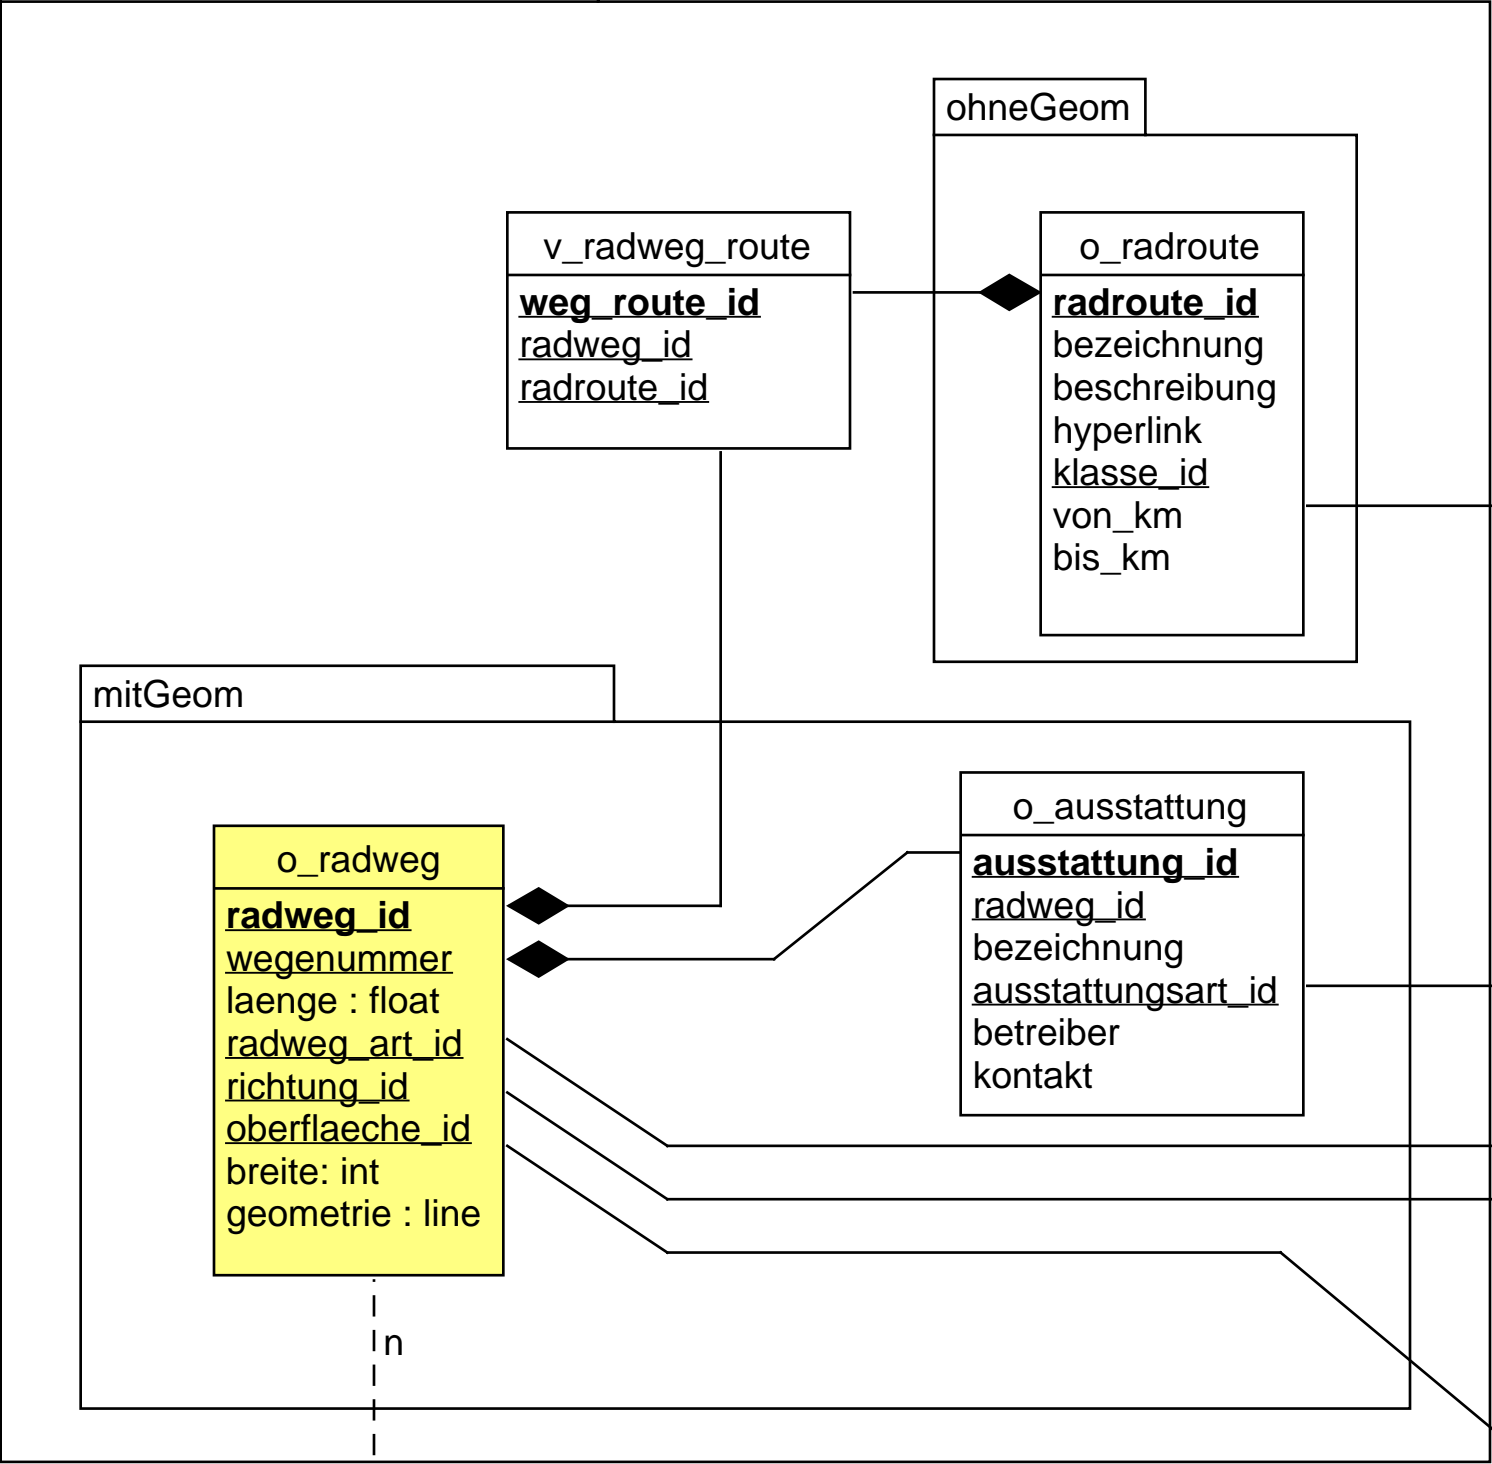 ohneGeom
v_radweg_route
weg_route_id
radweg_id
radroute_id
o_radroute
radroute_id
bezeichnung
beschreibung
hyperlink
klasse_id
von_km
bis_km
mitGeom
o_radweg
radweg_id
wegenummer
laenge : float
radweg_art_id
richtung_id
oberflaeche_id
breite: int
geometrie : line
o_ausstattung
ausstattung_id
radweg_id
bezeichnung
ausstattungsart_id
betreiber
kontakt
n